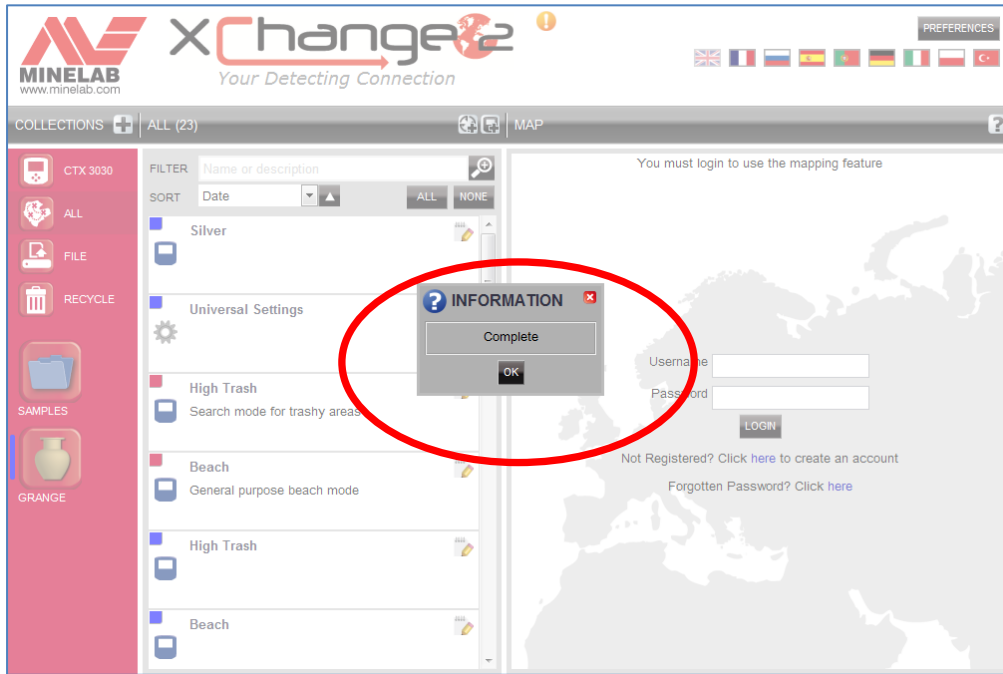 MINELAB
www.minelab.com
XChange 2
Your Detecting Connection
!
PREFERENCES
COLLECTIONS
ALL (23)
MAP
?
CTX 3030
ALL
FILE
RECYCLE
SAMPLES
GRANGE
FILTER Name or description
SORT Date
ALL NONE
Silver
Universal Settings
High Trash
Search mode for trashy areas
Beach
General purpose beach mode
High Trash
Beach
? INFORMATION x
Complete
OK
You must login to use the mapping feature
Username
Password
LOGIN
Not Registered? Click here to create an account
Forgotten Password? Click here